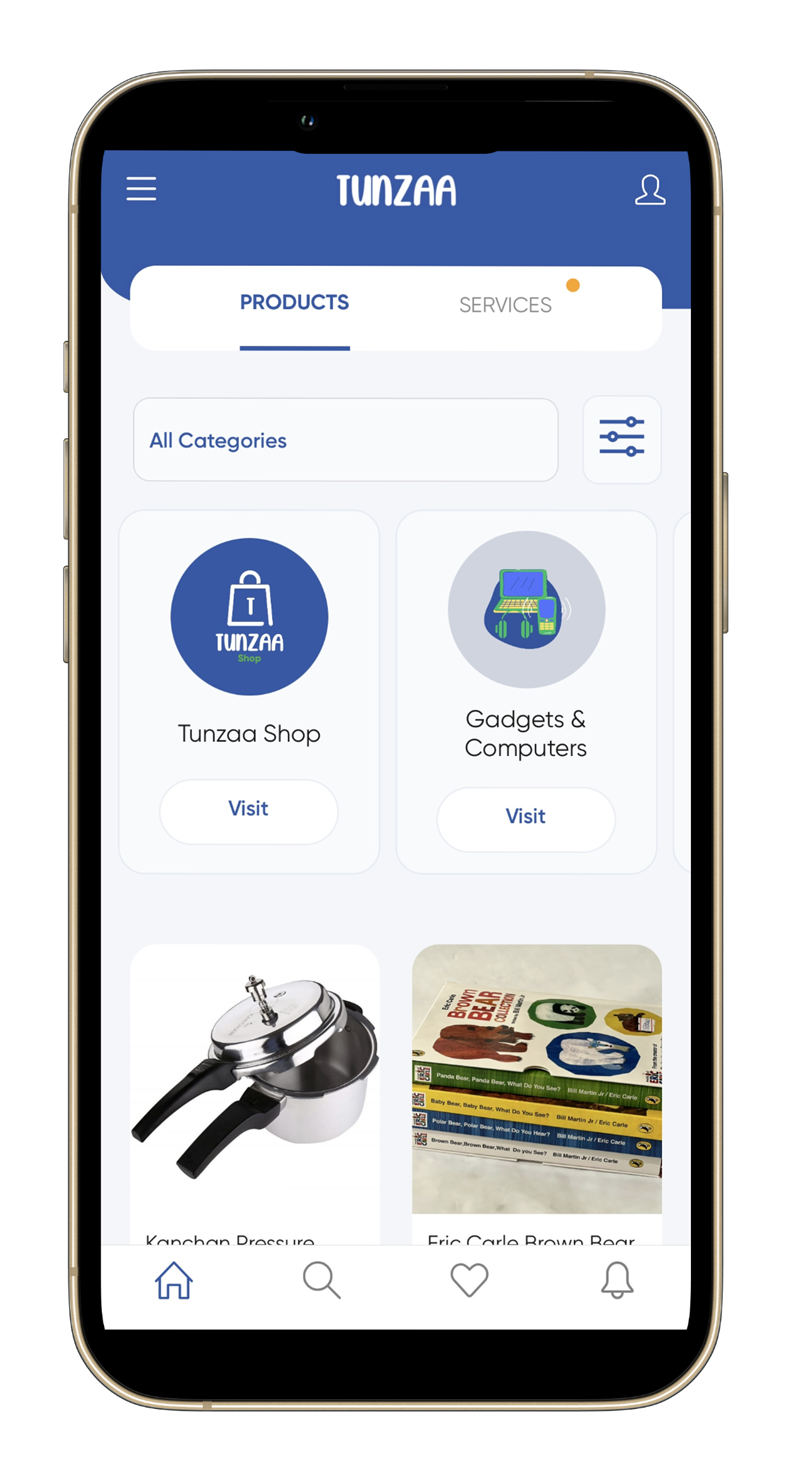 TUNZAA
PRODUCTS
SERVICES
All Categories
T
TUNZAA
Shop
Tunzaa Shop
Visit
Gadgets &
Computers
Visit
Eric Carle
Brown
BEAR
COLLECTION
Panda Bear, Panda Bear, What Do You See? Bill Martin Jr / Eric Carle
Baby Bear, Baby Bear, What Do You See? Bill Martin Jr / Eric Carle
Polar Bear, Polar Bear, What Do You Hear? Bill Martin Jr / Eric Carle
Brown Bear,Brown Bear,What Do you See? Bill Martin Jr / Eric Carle
Kanchan Pressure
Eric Carle Brown Bear